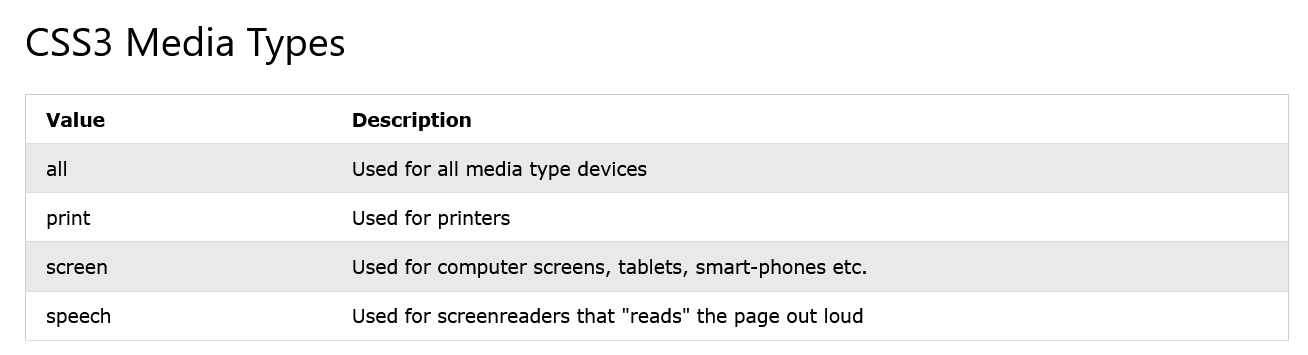 CSS3 Media Types
Value Description
all Used for all media type devices
print Used for printers
screen Used for computer screens, tablets, smart-phones etc.
speech Used for screenreaders that "reads" the page out loud